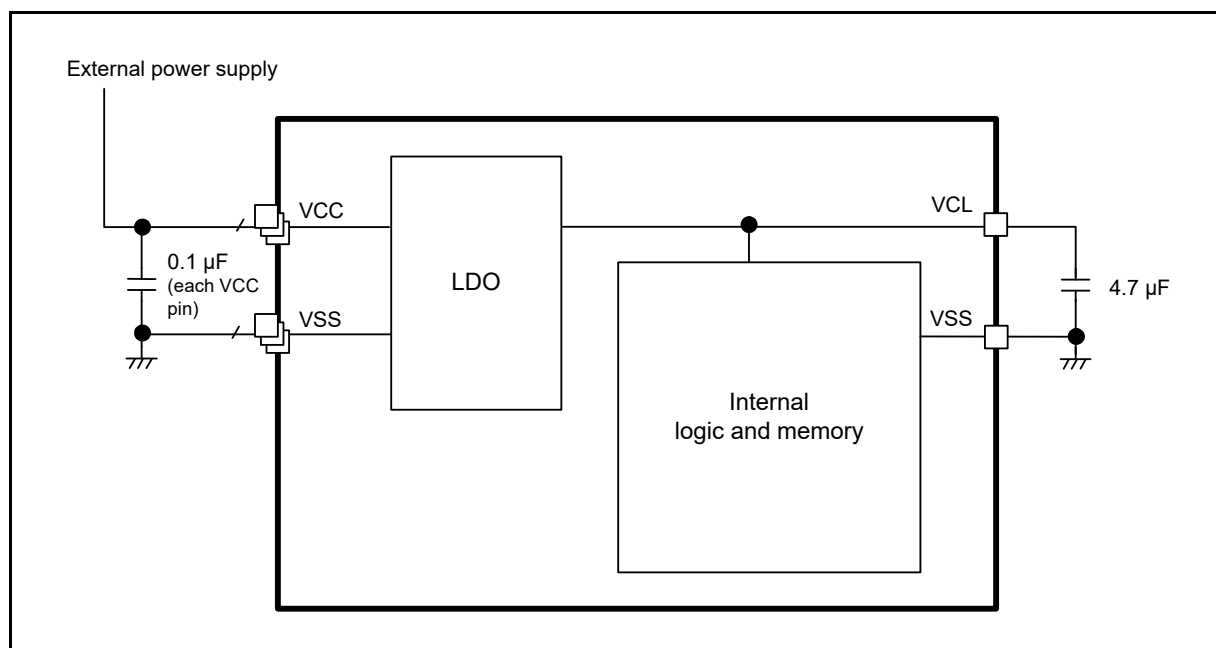 External power supply
VCC
VCL
0.1 µF
(each VCC
pin)
LDO
4.7 µF
VSS
VSS
Internal
logic and memory